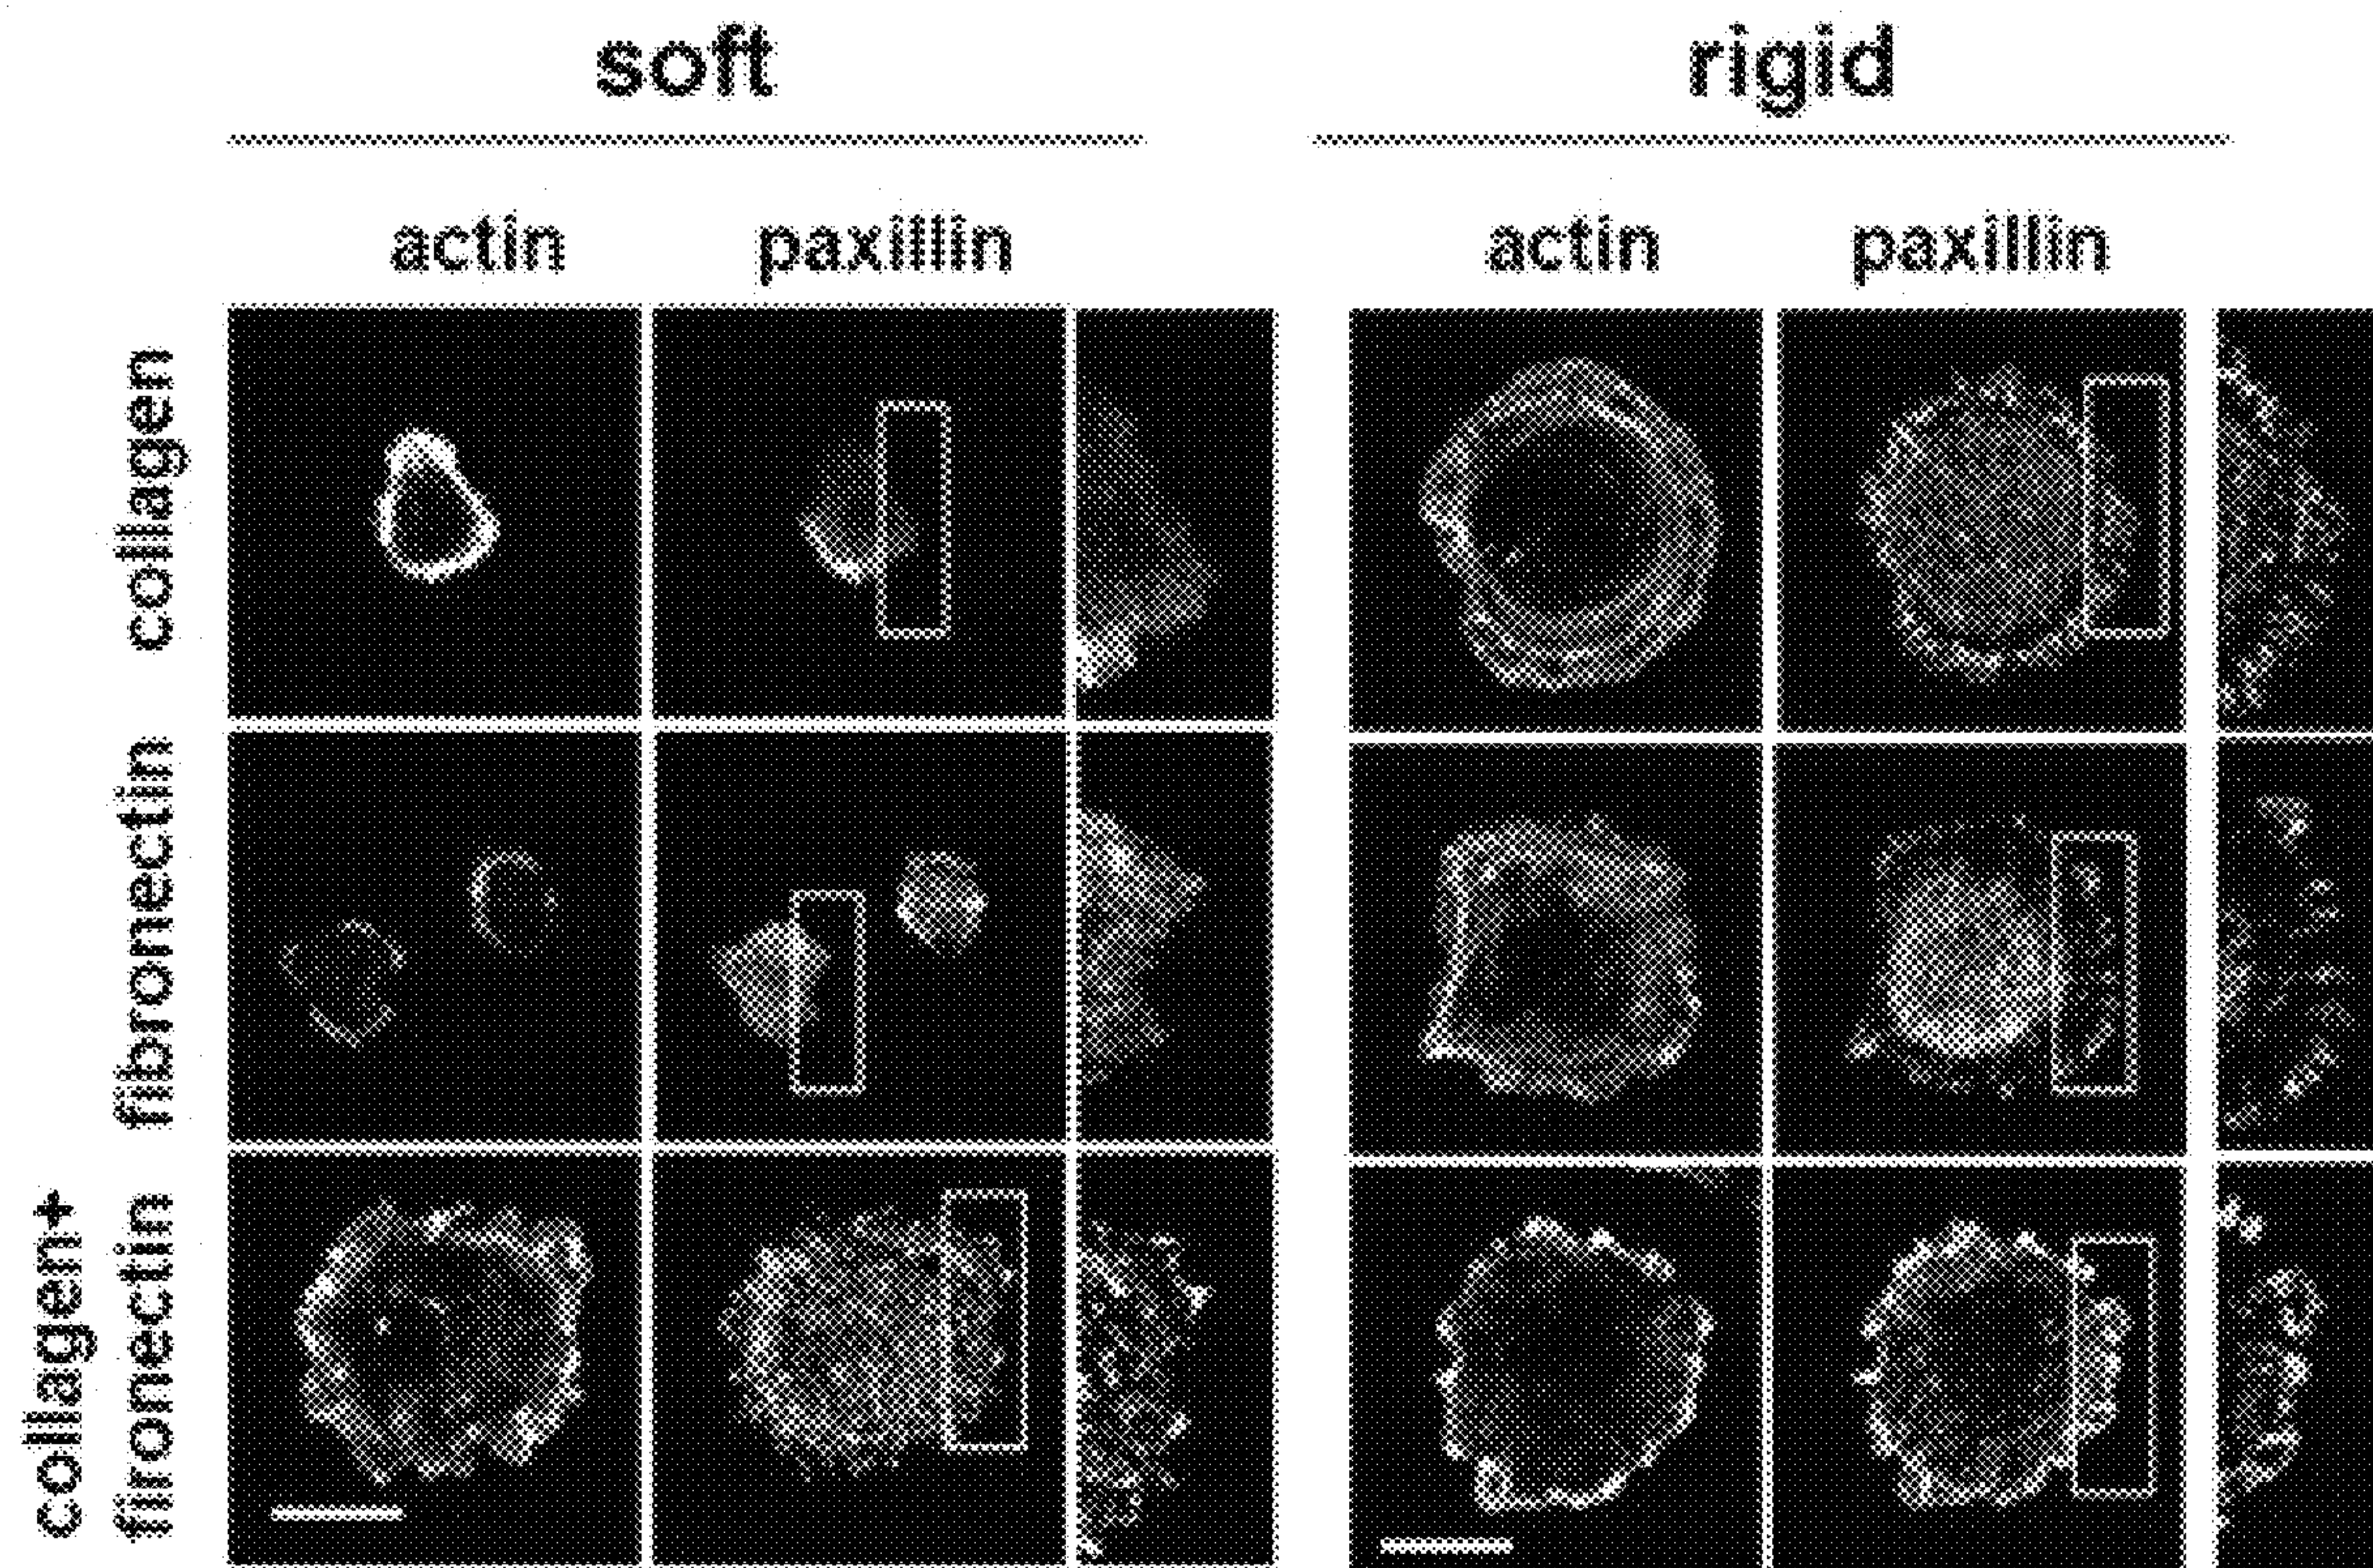 soft
rigid
actin
paxillin
actin
paxillin
collagen
fibronectin
collagen+
fironectin